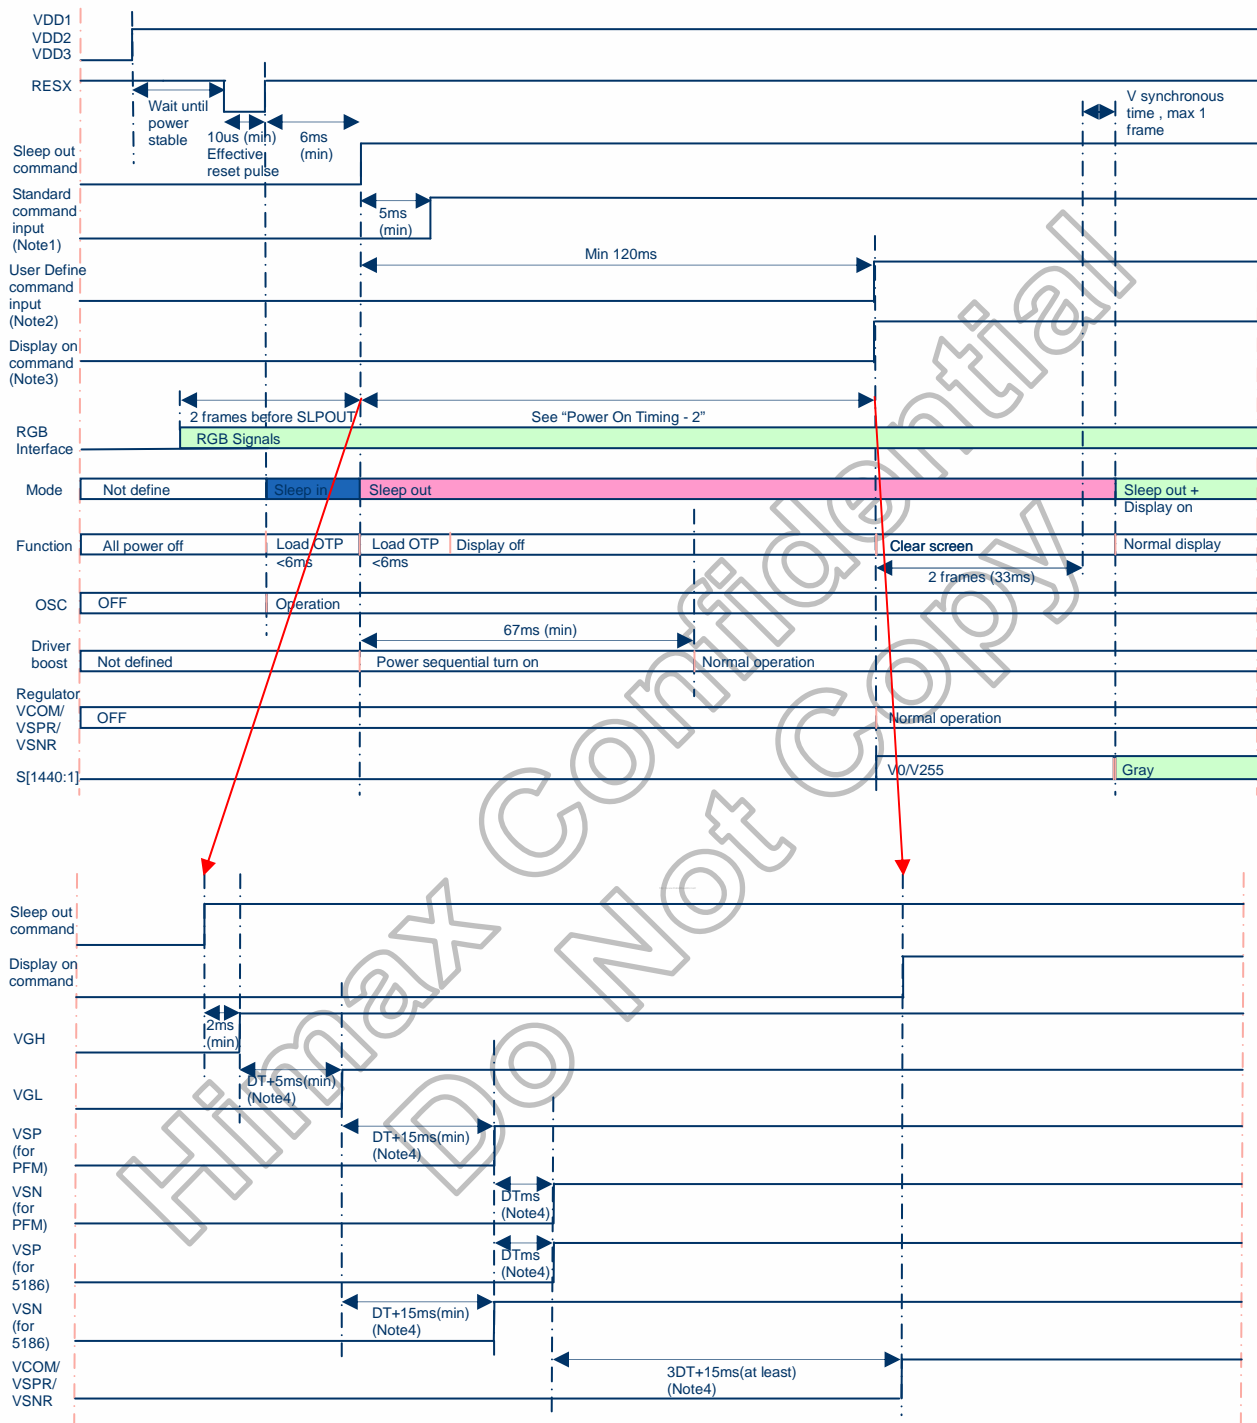 VDD1
VDD2
VDD3
RESX
Wait until
power
stable
10us (min)
Effective
reset pulse
6ms
(min)
V synchronous
time , max 1
frame
Sleep out
command
Standard
command
input
(Note1)
5ms
(min)
User Define
command
input
(Note2)
Min 120ms
Display on
command
(Note3)
2 frames before SLPOUT
See “Power On Timing - 2”
RGB
Interface
RGB Signals
Mode
Not define
Sleep in
Sleep out
Sleep out +
Display on
Function
All power off
Load OTP
<6ms
Load OTP
<6ms
Display off
Clear screen
Normal display
2 frames (33ms)
OSC
OFF
Operation
67ms (min)
Driver
boost
Not defined
Power sequential turn on
Normal operation
Regulator
VCOM/
VSPR/
VSNR
OFF
Normal operation
S[1440:1]
V0/V255
Gray
Sleep out
command
Display on
command
VGH
2ms
(min)
VGL
DT+5ms(min)
(Note4)
VSP
(for
PFM)
DT+15ms(min)
(Note4)
VSN
(for
PFM)
DTms
(Note4)
VSP
(for
5186)
DTms
(Note4)
VSN
(for
5186)
DT+15ms(min)
(Note4)
VCOM/
VSPR/
VSNR
3DT+15ms(at least)
(Note4)
Himax Confidential
Do Not Copy